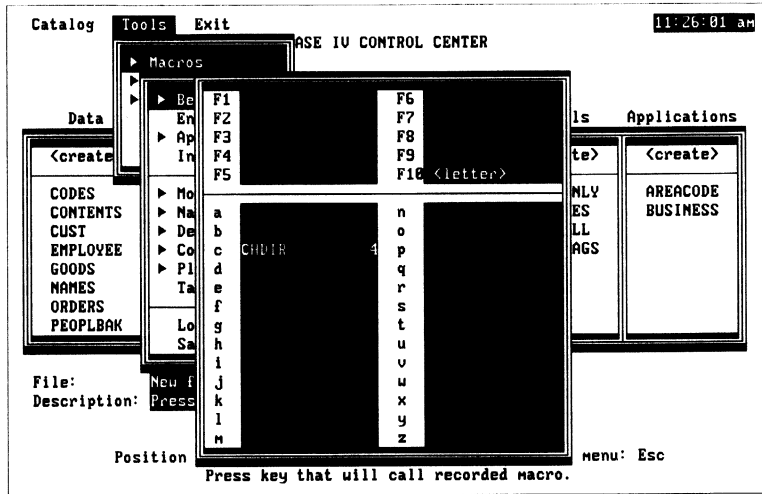 Catalog Tools Exit 11:26:01 am
ASE IV CONTROL CENTER
▶ Macros
▶
▶ ▶ Be F1 F6
Data En F2 F7 ls Applications
▶ Ap F3 F8
<create In F4 F9 te> <create>
F5 F10 <letter>
CODES ▶ Mo NLY AREACODE
CONTENTS ▶ Na a n ES BUSINESS
CUST ▶ De b o LL
EMPLOYEE ▶ Co c CHDIR 4 p AGS
GOODS ▶ Pl d q
NAMES Ta e r
ORDERS f s
PEOPLBAK Lo g t
Sa h u
i v
File: New f j w
Description: Press k x
l y
M z
Position menu: Esc
Press key that will call recorded macro.